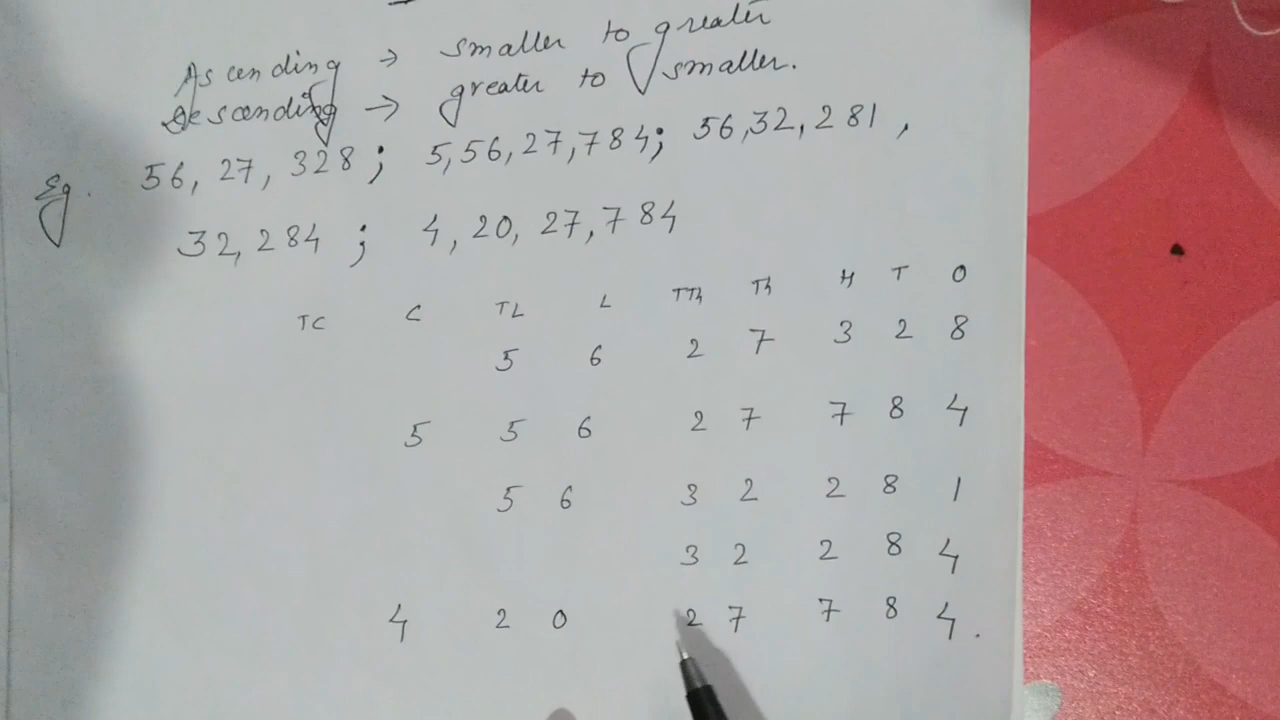 Ascending → smaller to greater
Descending → greater to smaller.
Eg. 56, 27, 328 ; 5,56,27,784; 56,32,281,
32,284 ; 4,20,27,784
TC C TL L TTh Th H T O
5 6 2 7 3 2 8
5 5 6 2 7 7 8 4
5 6 3 2 2 8 1
3 2 2 8 4
4 2 0 2 7 7 8 4.